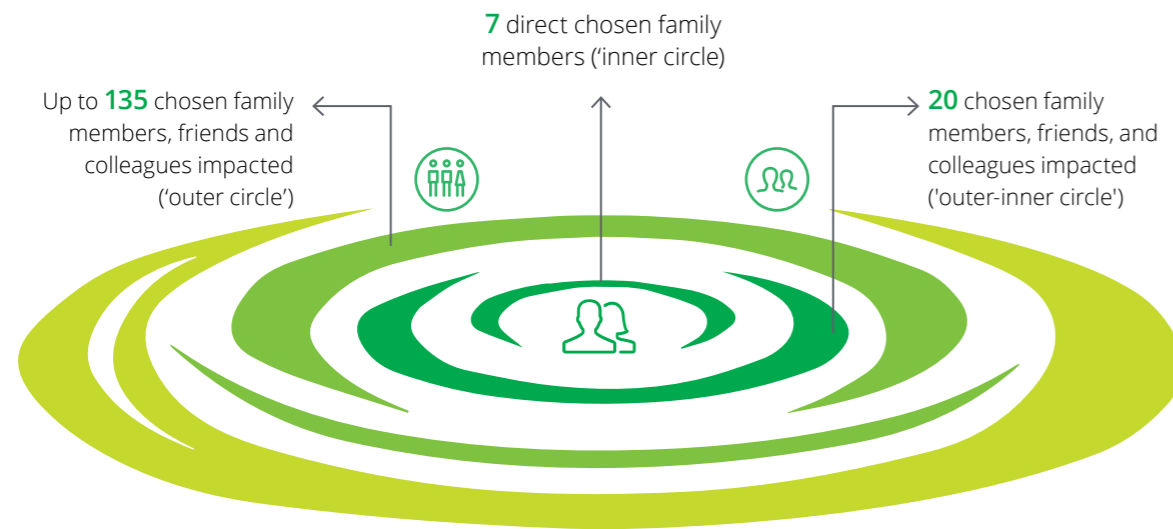 7 direct chosen family
members (‘inner circle)
Up to 135 chosen family
members, friends and
colleagues impacted
(‘outer circle’)
20 chosen family
members, friends, and
colleagues impacted
('outer-inner circle')